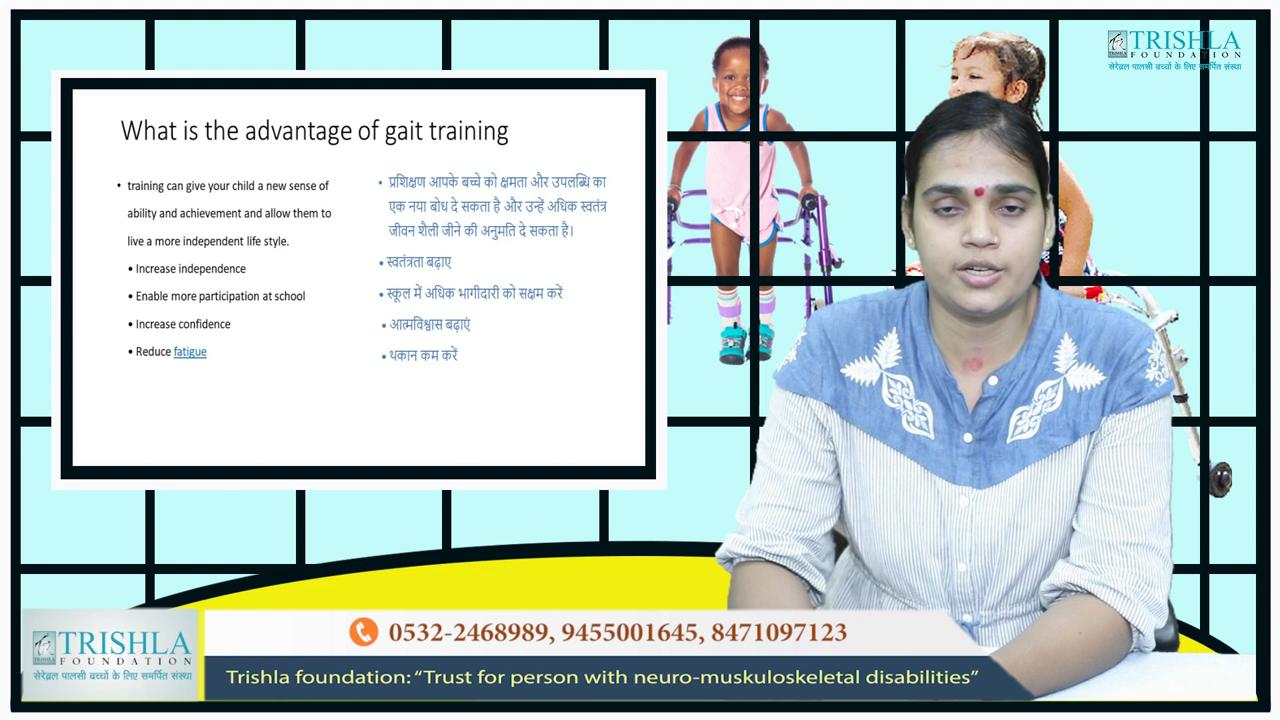 TRISHLA
FOUNDATION
सेरेब्रल पालसी बच्चों के लिए समर्पित संस्था
What is the advantage of gait training
• training can give your child a new sense of
ability and achievement and allow them to
live a more independent life style.
• Increase independence
• Enable more participation at school
• Increase confidence
• Reduce fatigue
• प्रशिक्षण आपके बच्चे को क्षमता और उपलब्धि का
एक नया बोध दे सकता है और उन्हें अधिक स्वतंत्र
जीवन शैली जीने की अनुमति दे सकता है।
• स्वतंत्रता बढ़ाए
• स्कूल में अधिक भागीदारी को सक्षम करें
• आत्मविश्वास बढ़ाएं
• थकान कम करें
TRISHLA
FOUNDATION
सेरेब्रल पालसी बच्चों के लिए समर्पित संस्था
0532-2468989, 9455001645, 8471097123
Trishla foundation: “Trust for person with neuro-muskuloskeletal disabilities”